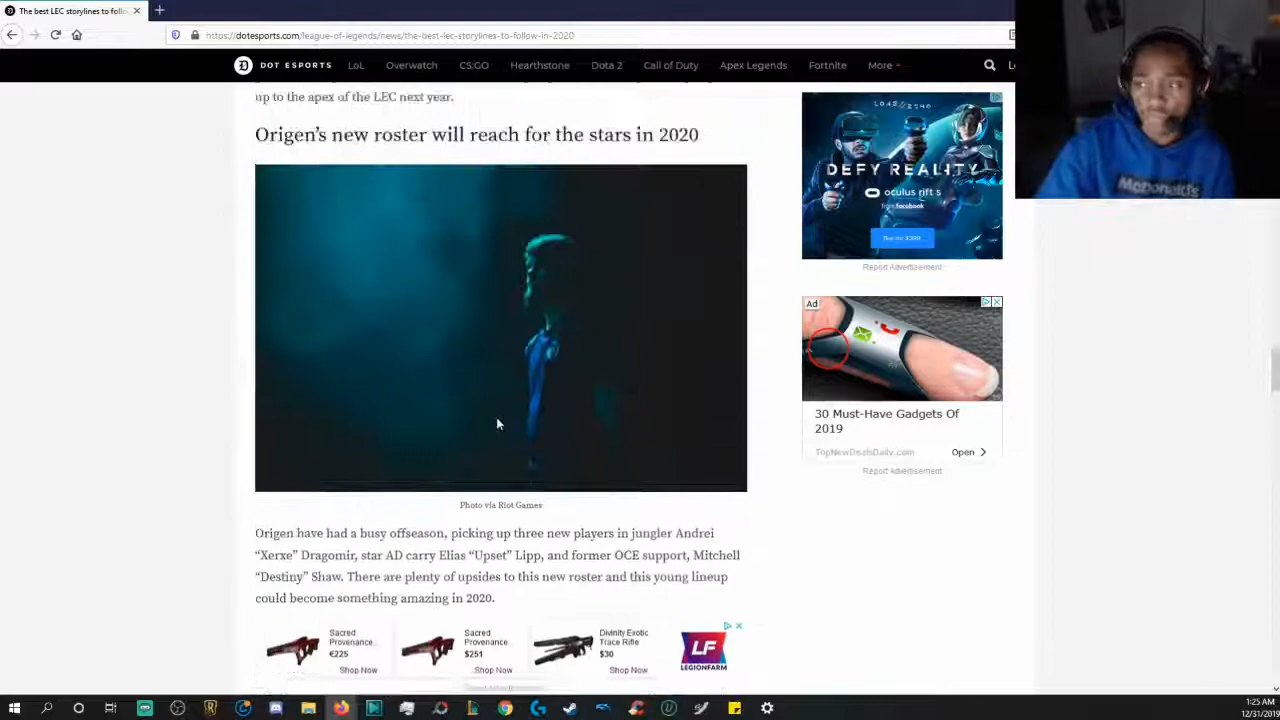 The best LEC storylines to follo
https://dotesports.com/league-of-legends/news/the-best-lec-storylines-to-follow-in-2020
DOT ESPORTS
LoL
Overwatch
CS:GO
Hearthstone
Dota 2
Call of Duty
Apex Legends
Fortnite
More
up to the apex of the LEC next year.
Origen's new roster will reach for the stars in 2020
DEFY REALITY
oculus rift s
from facebook
Report Advertisement
McDonald's
Ad
30 Must-Have Gadgets Of
2019
TopNewDealsDaily.com
Open
Report Advertisement
Photo via Riot Games
Origen have had a busy offseason, picking up three new players in jungler Andrei
“Xerxe” Dragomir, star AD carry Elias “Upset” Lipp, and former OCE support, Mitchell
“Destiny” Shaw. There are plenty of upsides to this new roster and this young lineup
could become something amazing in 2020.
Sacred
Provenance...
€225
Shop Now
Sacred
Provenance...
$251
Shop Now
Divinity Exotic
Trace Rifle
$30
Shop Now
LF
LEGIONFARM
1:25 AM
12/31/2019